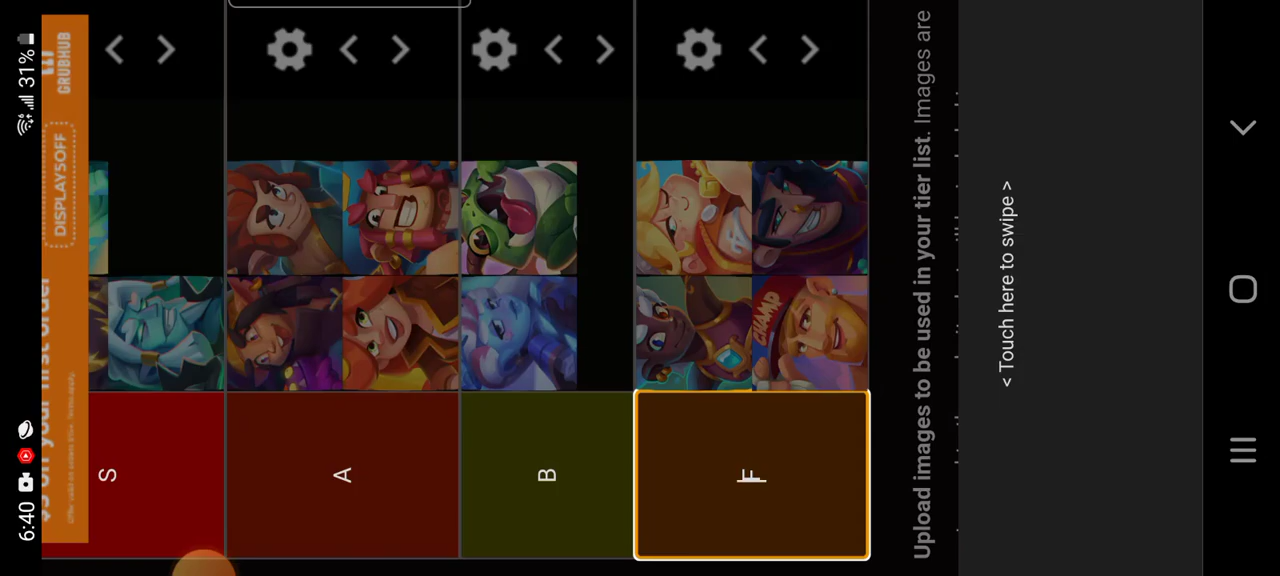 6:40
31%
$5 off your first order
DISPLAYSOFF
GRUBHUB
S
A
B
F
CHAMP
Upload images to be used in your tier list. Images are
< Touch here to swipe >